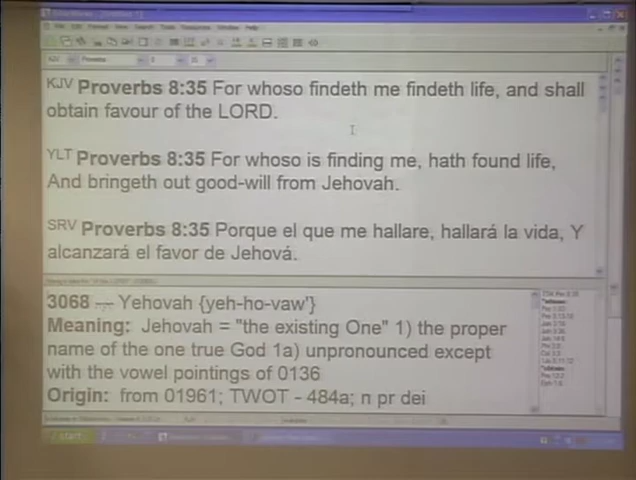 KJV Proverbs 8:35 For whoso findeth me findeth life, and shall
obtain favour of the LORD.
YLT Proverbs 8:35 For whoso is finding me, hath found life,
And bringeth out good-will from Jehovah.
SRV Proverbs 8:35 Porque el que me hallare, hallará la vida, Y
alcanzará el favor de Jehová.
3068 — Yehovah {yeh-ho-vaw'}
Meaning: Jehovah = "the existing One" 1) the proper
name of the one true God 1a) unpronounced except
with the vowel pointings of 0136
Origin: from 01961; TWOT - 484a; n pr dei